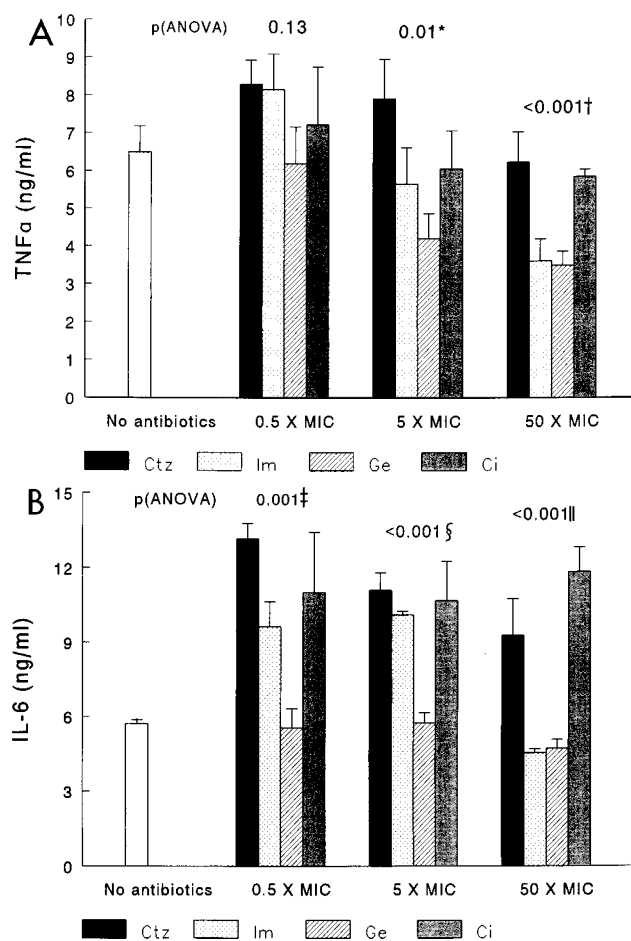 A
p(ANOVA) 0.13 0.01* <0.001†
10
9
8
7
6
5
4
3
2
1
0
TNFα (ng/ml)
No antibiotics 0.5 X MIC 5 X MIC 50 X MIC
Ctz Im Ge Ci
B
p(ANOVA) 0.001‡ <0.001§ <0.001||
15
12
9
6
3
0
IL-6 (ng/ml)
No antibiotics 0.5 X MIC 5 X MIC 50 X MIC
Ctz Im Ge Ci